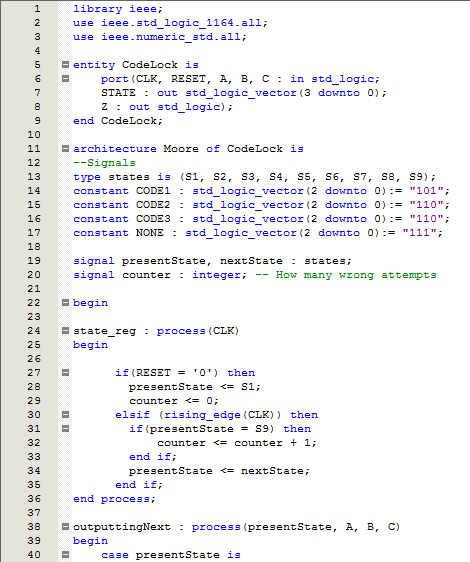 1 library ieee;
2 use ieee.std_logic_1164.all;
3 use ieee.numeric_std.all;
4
5 entity CodeLock is
6 port(CLK, RESET, A, B, C : in std_logic;
7 STATE : out std_logic_vector(3 downto 0);
8 Z : out std_logic);
9 end CodeLock;
10
11 architecture Moore of CodeLock is
12 --Signals
13 type states is (S1, S2, S3, S4, S5, S6, S7, S8, S9);
14 constant CODE1 : std_logic_vector(2 downto 0):= "101";
15 constant CODE2 : std_logic_vector(2 downto 0):= "110";
16 constant CODE3 : std_logic_vector(2 downto 0):= "110";
17 constant NONE : std_logic_vector(2 downto 0):= "111";
18
19 signal presentState, nextState : states;
20 signal counter : integer; -- How many wrong attempts
21
22 begin
23
24 state_reg : process(CLK)
25 begin
26
27 if(RESET = '0') then
28 presentState <= S1;
29 counter <= 0;
30 elsif (rising_edge(CLK)) then
31 if(presentState = S9) then
32 counter <= counter + 1;
33 end if;
34 presentState <= nextState;
35 end if;
36 end process;
37
38 outputtingNext : process(presentState, A, B, C)
39 begin
40 case presentState is